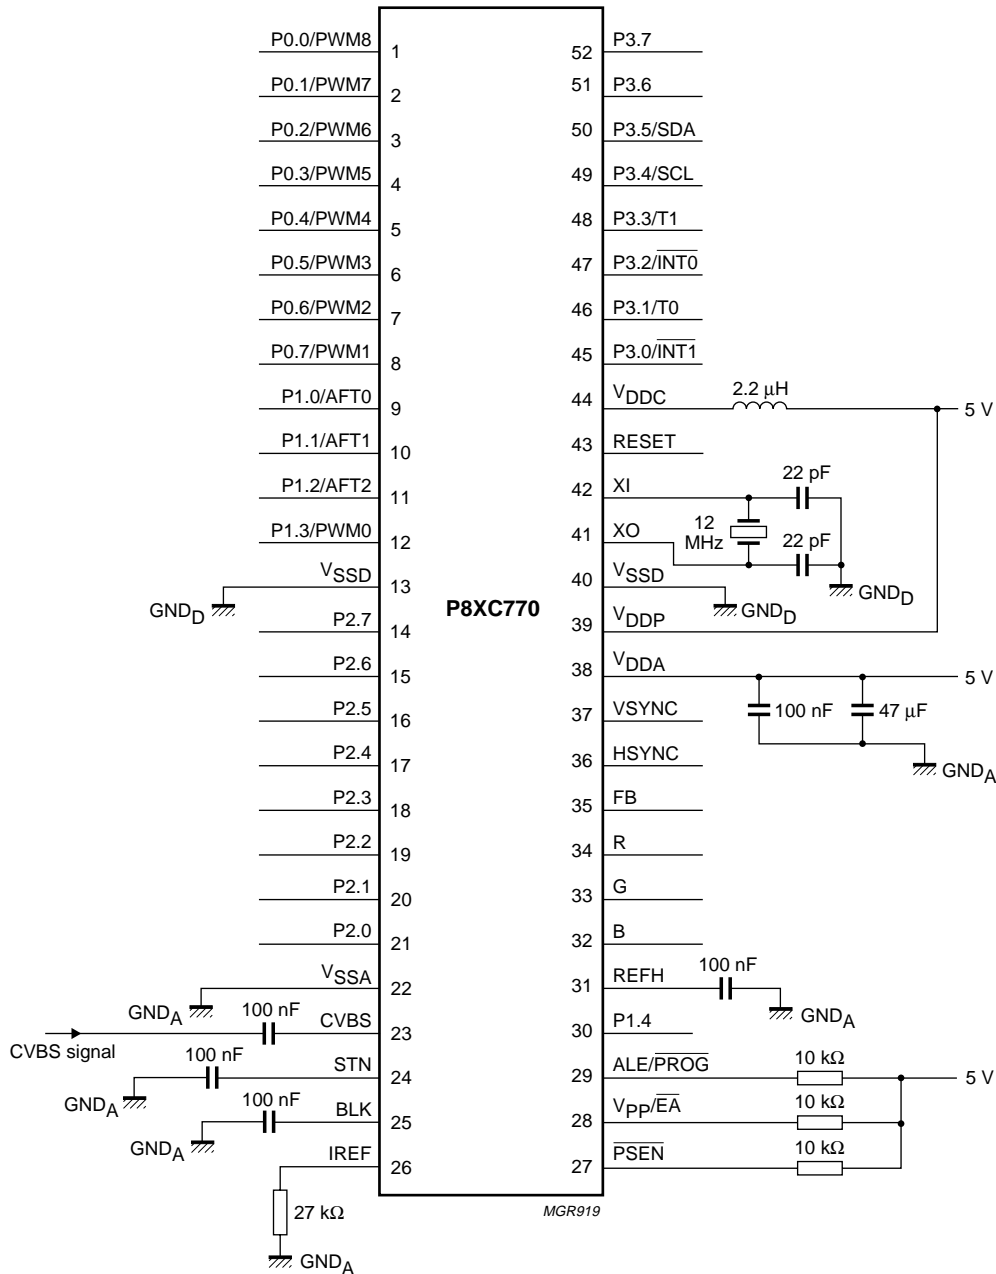 P0.0/PWM8 1
P0.1/PWM7 2
P0.2/PWM6 3
P0.3/PWM5 4
P0.4/PWM4 5
P0.5/PWM3 6
P0.6/PWM2 7
P0.7/PWM1 8
P1.0/AFT0 9
P1.1/AFT1 10
P1.2/AFT2 11
P1.3/PWM0 12
VSSD 13
GNDD
P2.7 14
P2.6 15
P2.5 16
P2.4 17
P2.3 18
P2.2 19
P2.1 20
P2.0 21
VSSA 22
GNDA
CVBS signal
100 nF
CVBS 23
100 nF
STN 24
GNDA
100 nF
BLK 25
GNDA
IREF 26
27 kΩ
GNDA
P8XC770
52 P3.7
51 P3.6
50 P3.5/SDA
49 P3.4/SCL
48 P3.3/T1
47 P3.2/INT0
46 P3.1/T0
45 P3.0/INT1
44 VDDC
2.2 μH
5 V
43 RESET
42 XI
22 pF
41 XO
12
MHz
22 pF
GNDD
40 VSSD
GNDD
39 VDDP
38 VDDA
5 V
100 nF
47 μF
GNDA
37 VSYNC
36 HSYNC
35 FB
34 R
33 G
32 B
31 REFH
100 nF
GNDA
30 P1.4
29 ALE/PROG
10 kΩ
5 V
28 VPP/EA
10 kΩ
27 PSEN
10 kΩ
MGR919